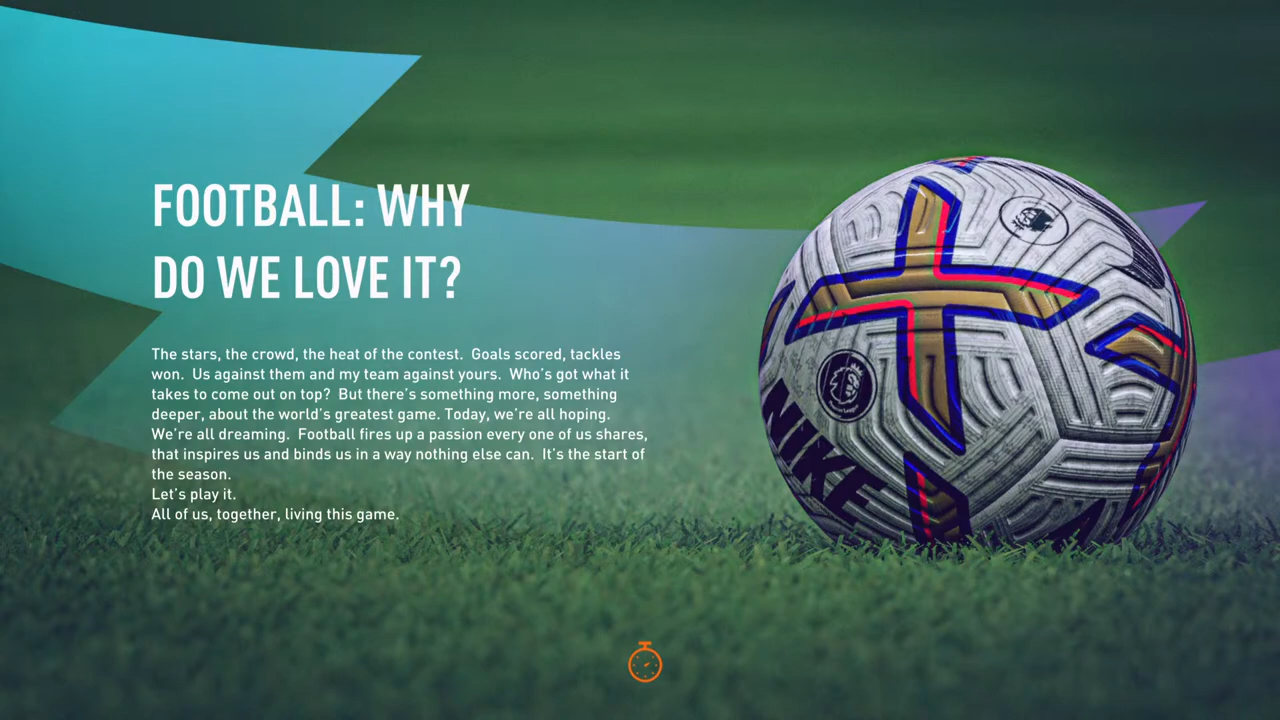 FOOTBALL: WHY
DO WE LOVE IT?
The stars, the crowd, the heat of the contest.  Goals scored, tackles
won.  Us against them and my team against yours.  Who's got what it
takes to come out on top?  But there's something more, something
deeper, about the world's greatest game. Today, we're all hoping.
We're all dreaming.  Football fires up a passion every one of us shares,
that inspires us and binds us in a way nothing else can.  It's the start of
the season.
Let's play it.
All of us, together, living this game.
Premier League
NIKE